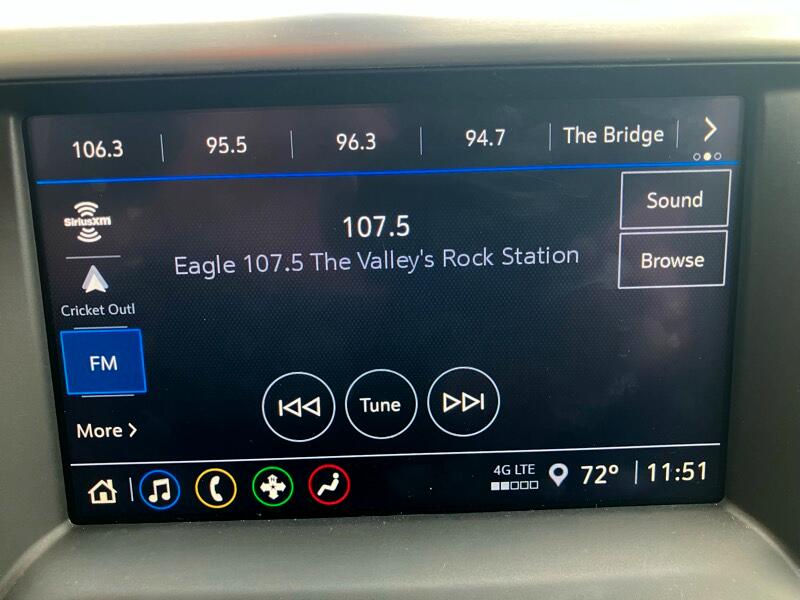 106.3 95.5 96.3 94.7 The Bridge
SiriusXM
107.5
Sound
Eagle 107.5 The Valley's Rock Station
Browse
Cricket Outl
FM
Tune
More
4G LTE
72° 11:51